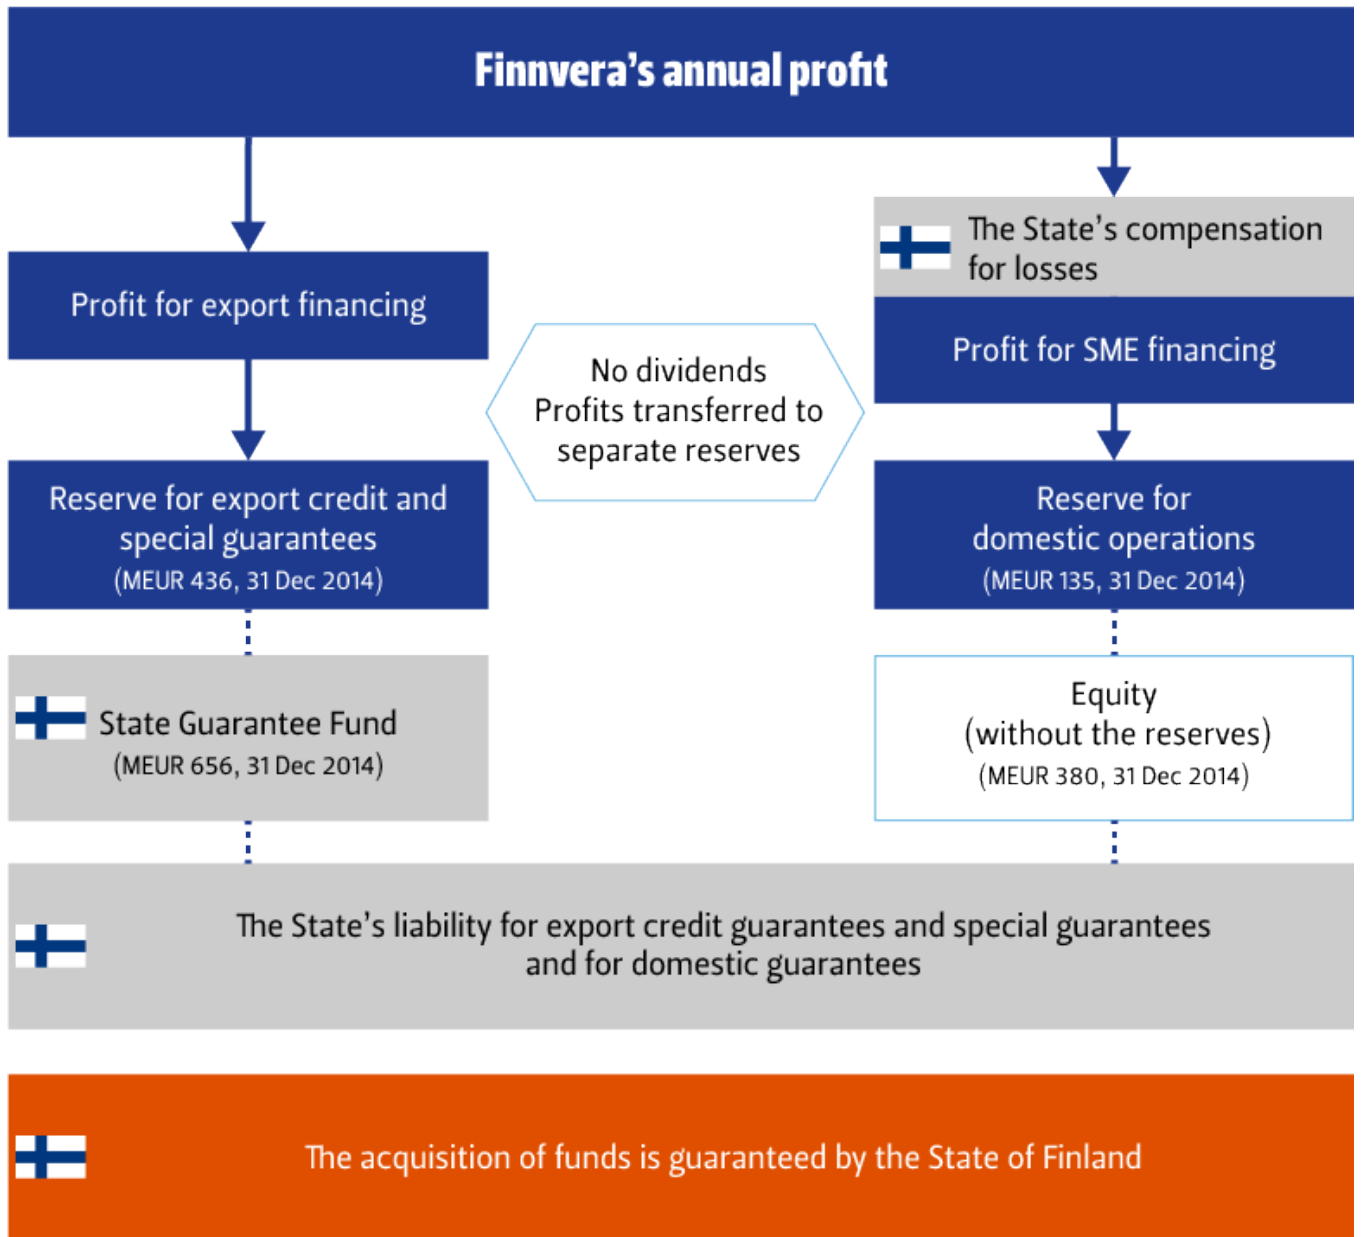 Finnvera’s annual profit
The State’s compensation
for losses
Profit for export financing
Profit for SME financing
No dividends
Profits transferred to
separate reserves
Reserve for export credit and
special guarantees
(MEUR 436, 31 Dec 2014)
Reserve for
domestic operations
(MEUR 135, 31 Dec 2014)
State Guarantee Fund
(MEUR 656, 31 Dec 2014)
Equity
(without the reserves)
(MEUR 380, 31 Dec 2014)
The State’s liability for export credit guarantees and special guarantees
and for domestic guarantees
The acquisition of funds is guaranteed by the State of Finland